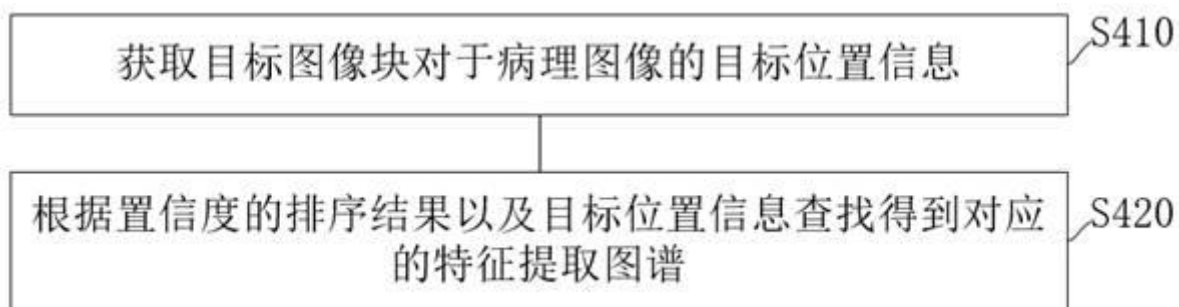 获取目标图像块对于病理图像的目标位置信息
S410
根据置信度的排序结果以及目标位置信息查找得到对应
的特征提取图谱
S420